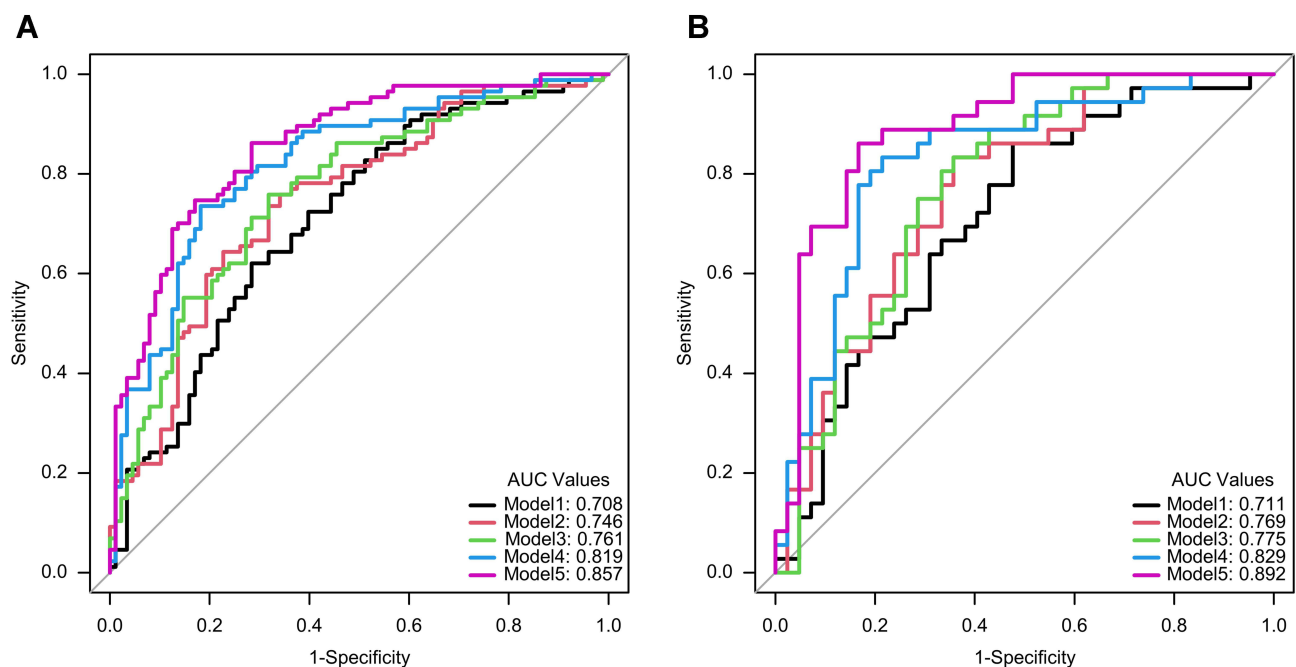 A
1.0
0.8
0.6
0.4
0.2
0.0
Sensitivity
AUC Values
Model1: 0.708
Model2: 0.746
Model3: 0.761
Model4: 0.819
Model5: 0.857
0.0 0.2 0.4 0.6 0.8 1.0
1-Specificity
B
1.0
0.8
0.6
0.4
0.2
0.0
Sensitivity
AUC Values
Model1: 0.711
Model2: 0.769
Model3: 0.775
Model4: 0.829
Model5: 0.892
0.0 0.2 0.4 0.6 0.8 1.0
1-Specificity